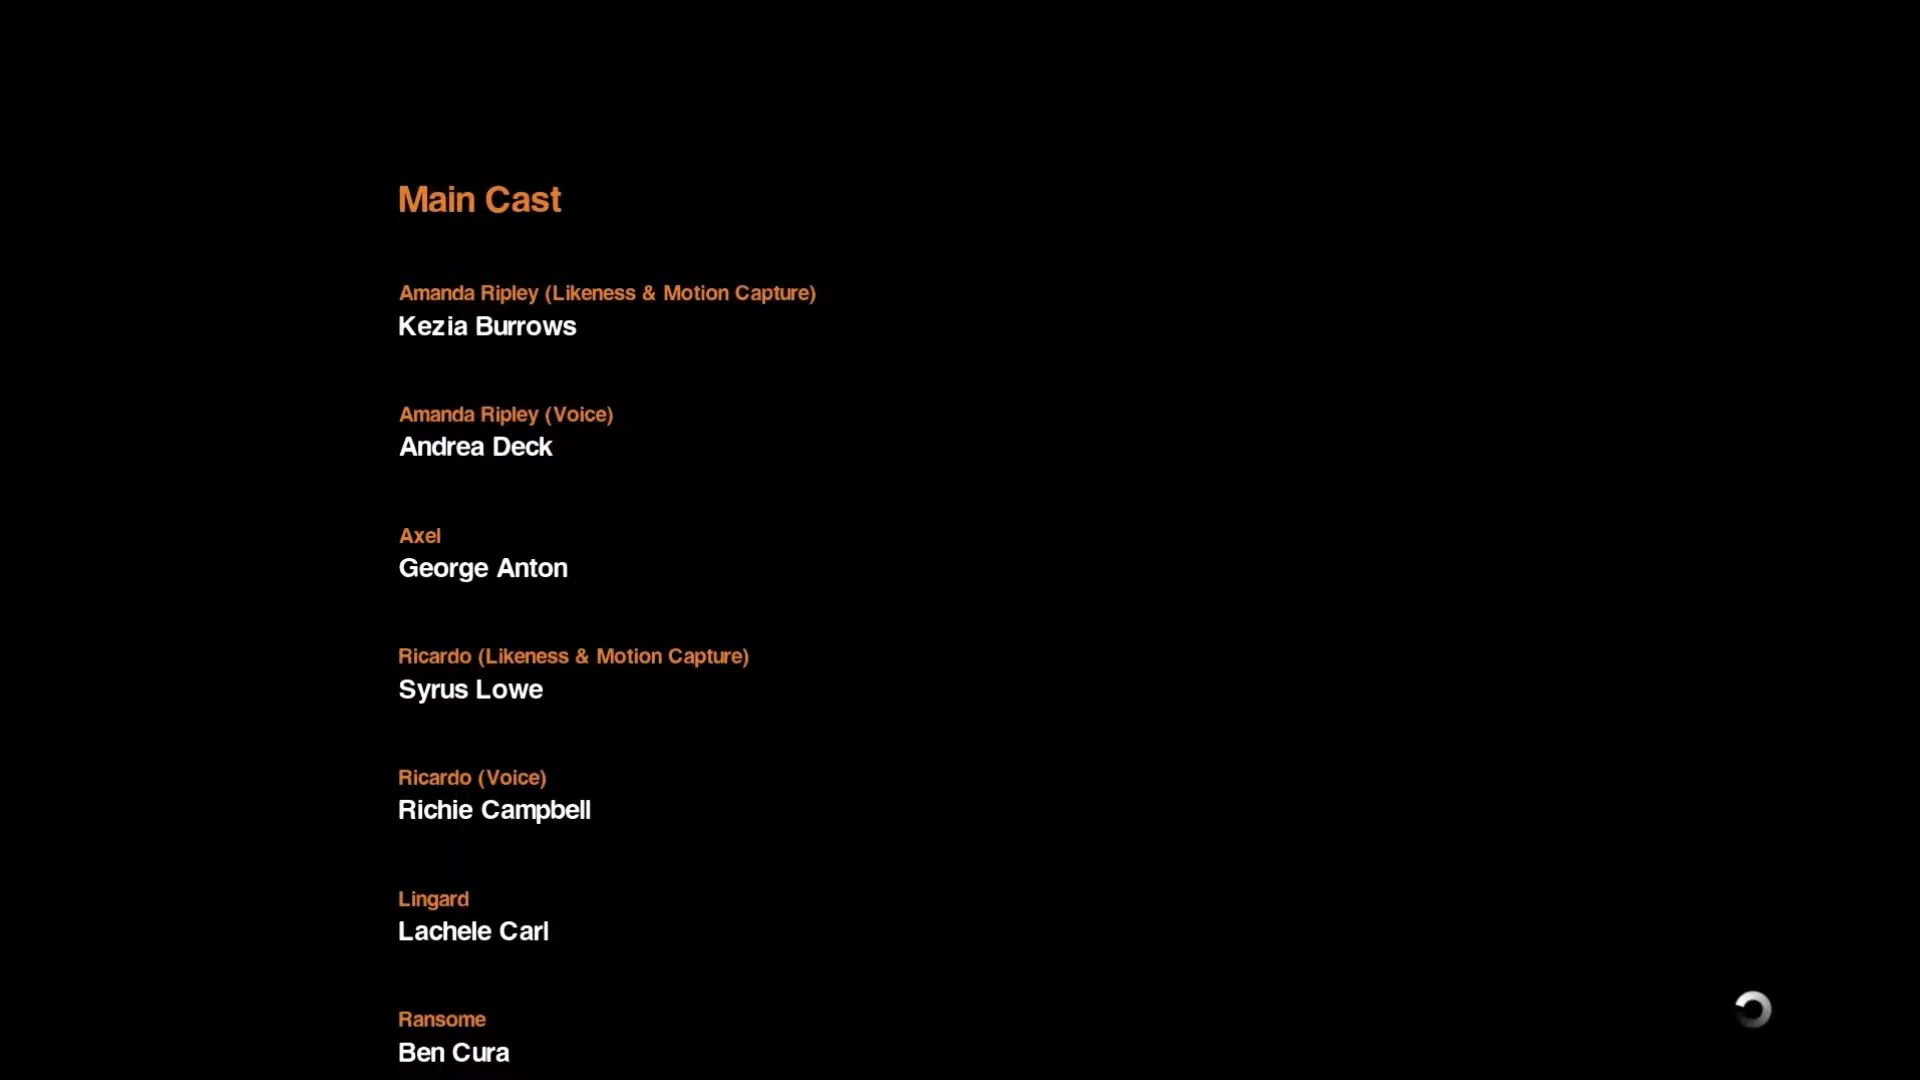 Main Cast
Amanda Ripley (Likeness & Motion Capture)
Kezia Burrows
Amanda Ripley (Voice)
Andrea Deck
Axel
George Anton
Ricardo (Likeness & Motion Capture)
Syrus Lowe
Ricardo (Voice)
Richie Campbell
Lingard
Lachele Carl
Ransome
Ben Cura